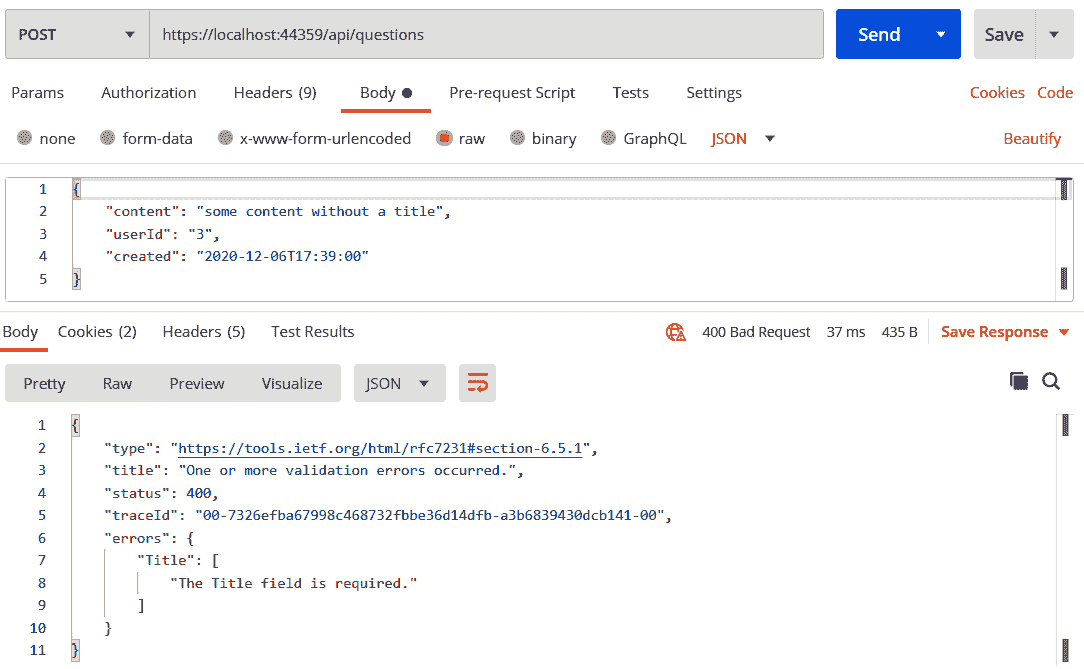 POST https://localhost:44359/api/questions Send Save
Params Authorization Headers (9) Body Pre-request Script Tests Settings Cookies Code
none form-data x-www-form-urlencoded raw binary GraphQL JSON Beautify
1 {
2 "content": "some content without a title",
3 "userId": "3",
4 "created": "2020-12-06T17:39:00"
5 }
Body Cookies (2) Headers (5) Test Results 400 Bad Request 37 ms 435 B Save Response
Pretty Raw Preview Visualize JSON
1 {
2 "type": "https://tools.ietf.org/html/rfc7231#section-6.5.1",
3 "title": "One or more validation errors occurred.",
4 "status": 400,
5 "traceId": "00-7326efba67998c468732fbbe36d14dfb-a3b6839430dcb141-00",
6 "errors": {
7 "Title": [
8 "The Title field is required."
9 ]
10 }
11 }